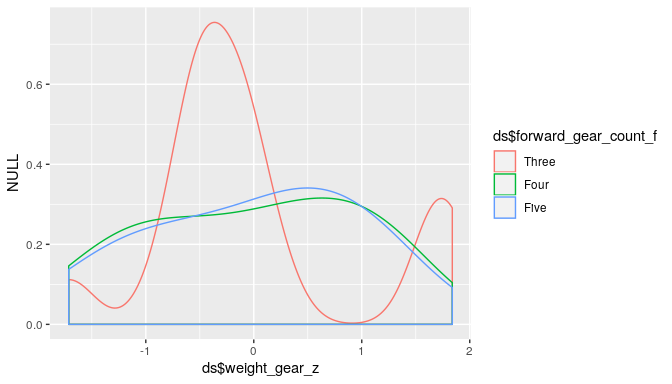 NULL
0.6
0.4
0.2
0.0
-1
0
1
2
ds$weight_gear_z
ds$forward_gear_count_f
Three
Four
FIve